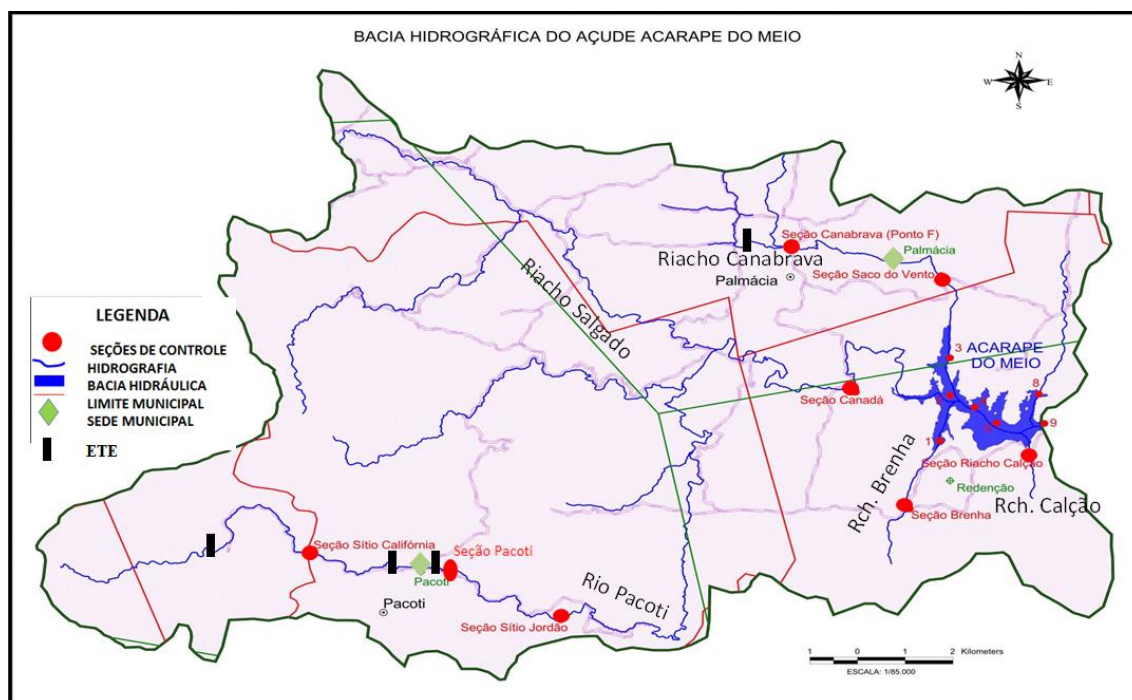 BACIA HIDROGRÁFICA DO AÇUDE ACARAPE DO MEIO
N
W
E
S
Seção Canabrava (Ponto F)
Riacho Canabrava
Palmácia
Palmácia
Seção Saco do Vento
Riacho Salgado
LEGENDA
SEÇÕES DE CONTROLE
HIDROGRAFIA
BACIA HIDRÁULICA
LIMITE MUNICIPAL
SEDE MUNICIPAL
ETE
3
ACARAPE
DO MEIO
Seção Canadá
8
9
1
Seção Riacho Calção
Rch. Brenha
Redenção
Rch. Calção
Seção Brenha
Seção Sítio Califórnia
Seção Pacoti
Pacoti
Pacoti
Rio Pacoti
Seção Sítio Jordão
1 0 1 2 Kilometers
ESCALA: 1/85.000